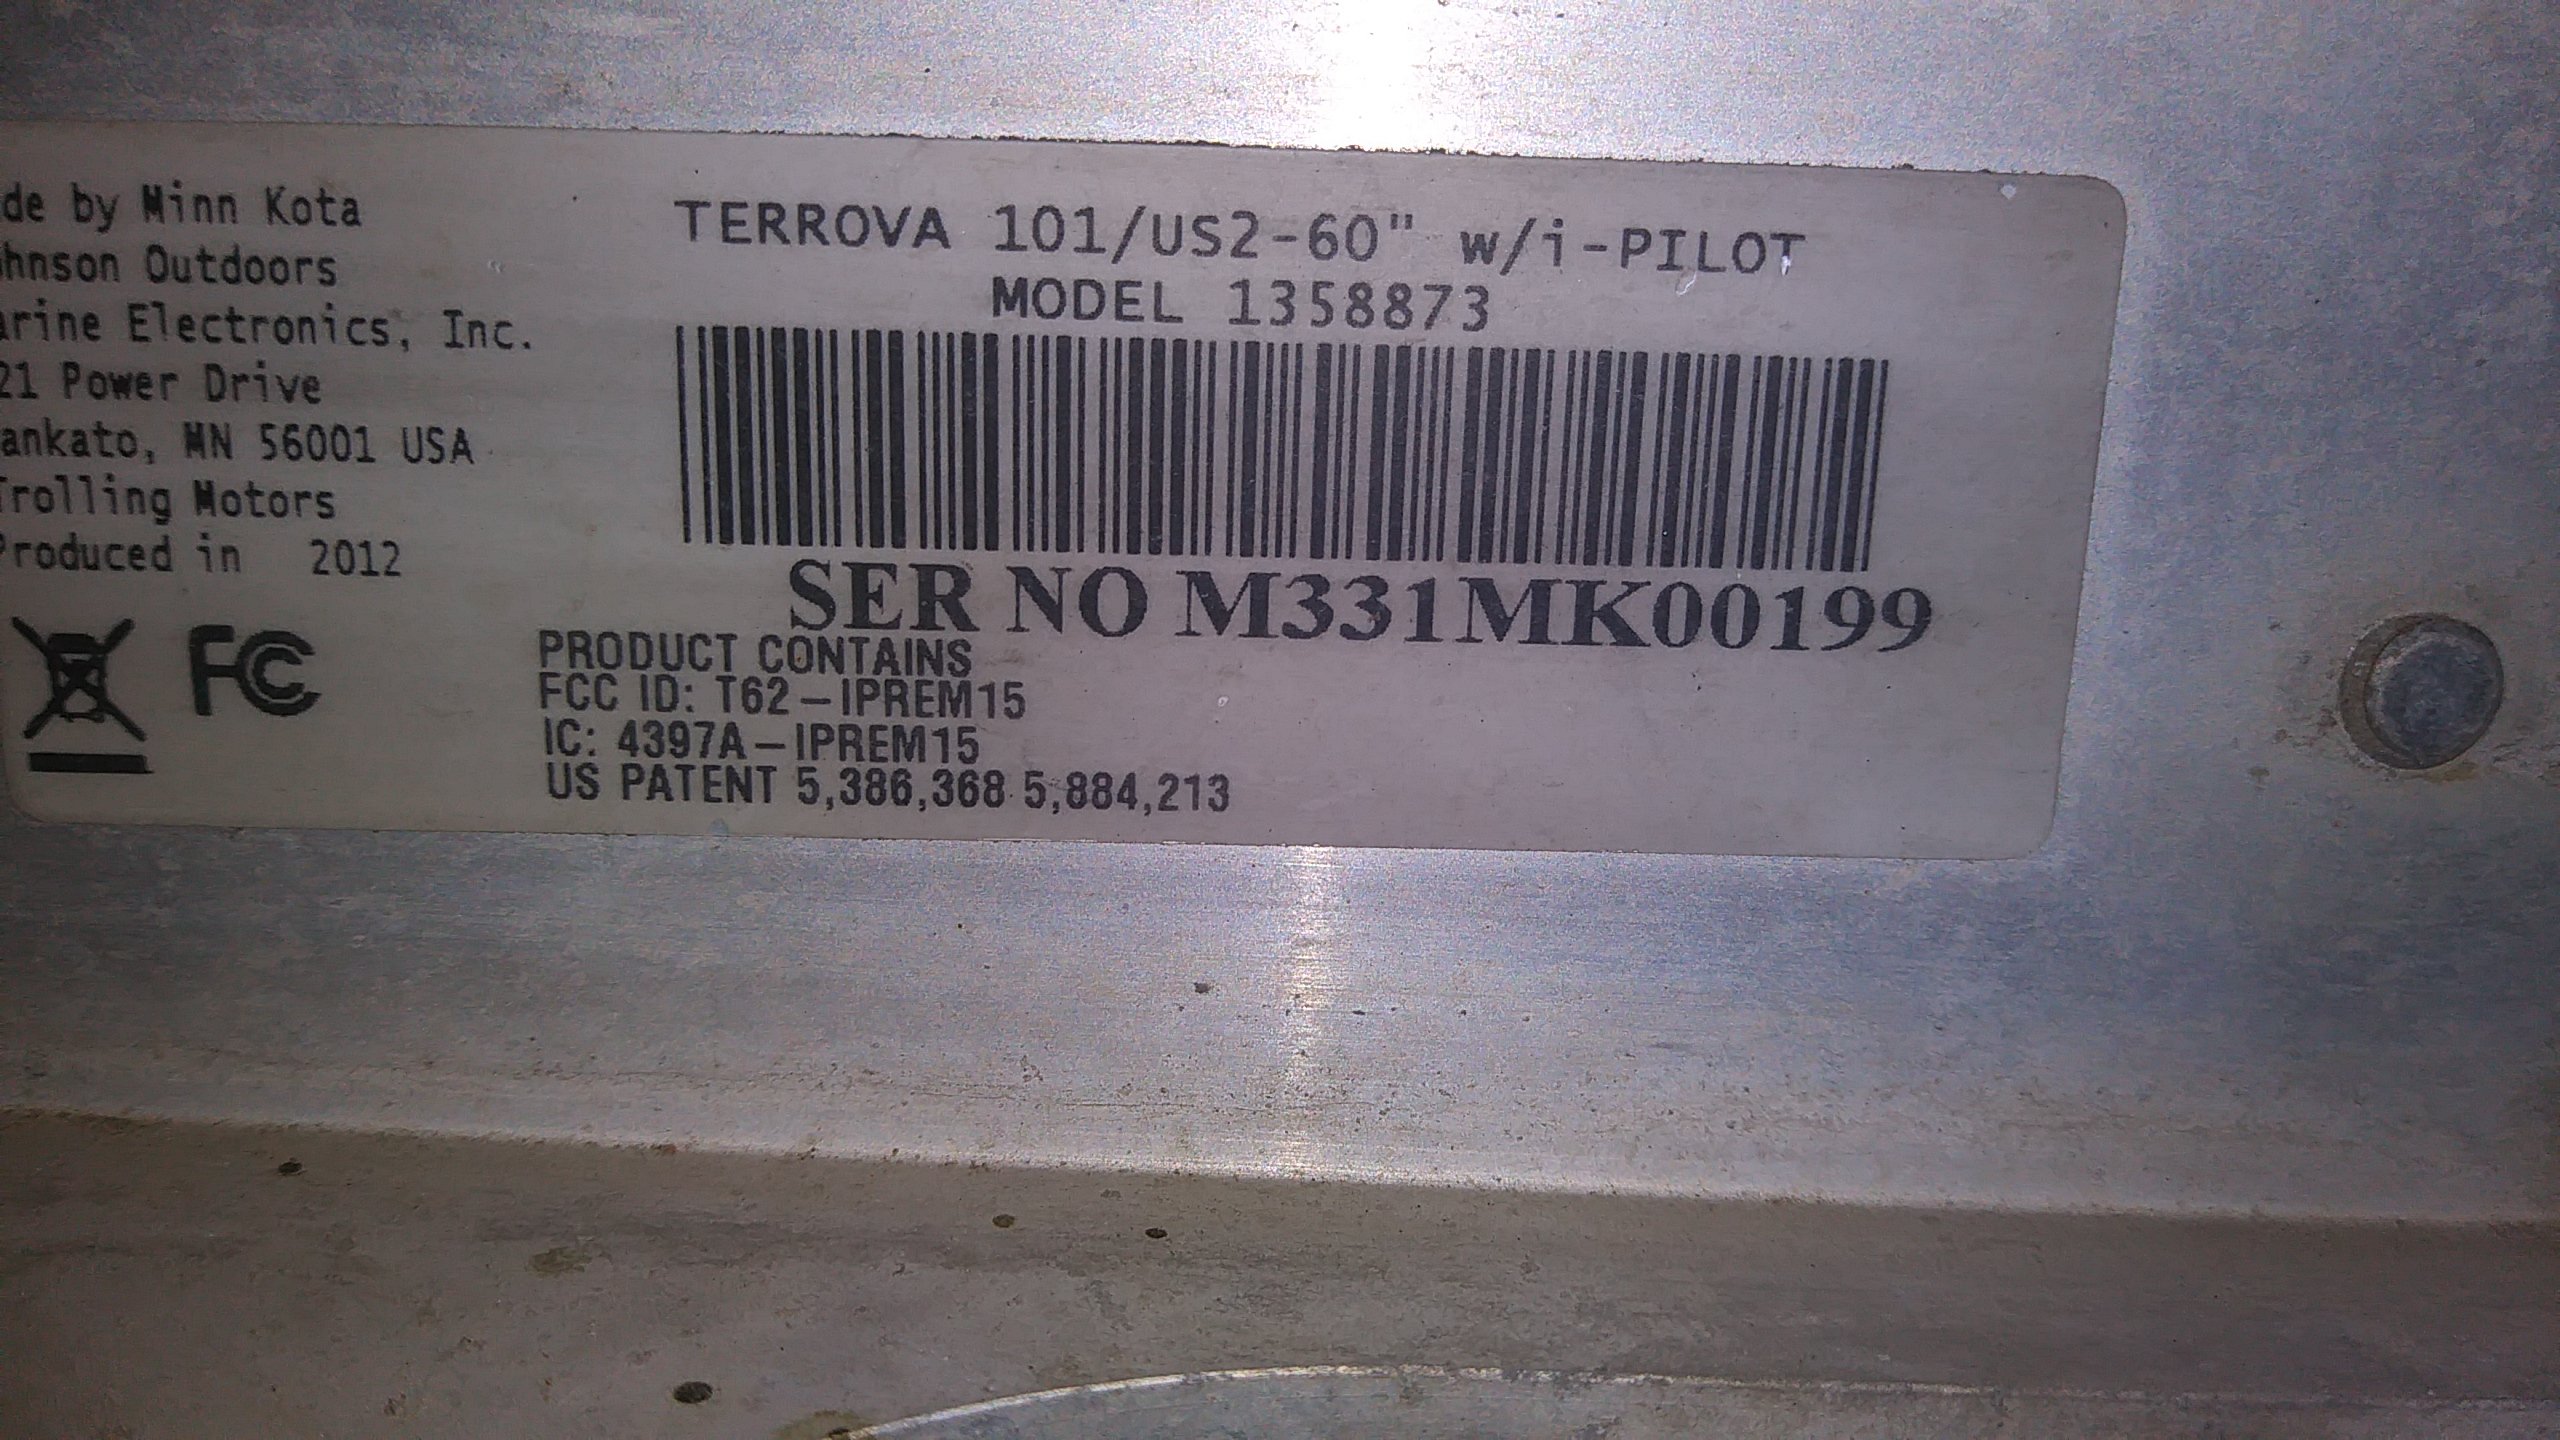 de by Minn Kota
hnson Outdoors
arine Electronics, Inc.
21 Power Drive
ankato, MN 56001 USA
Trolling Motors
Produced in 2012
FC
TERROVA 101/US2-60" w/i-PILOT
MODEL 1358873
SER NO M331MK00199
PRODUCT CONTAINS
FCC ID: T62-IPREM15
IC: 4397A-IPREM15
US PATENT 5,386,368 5,884,213